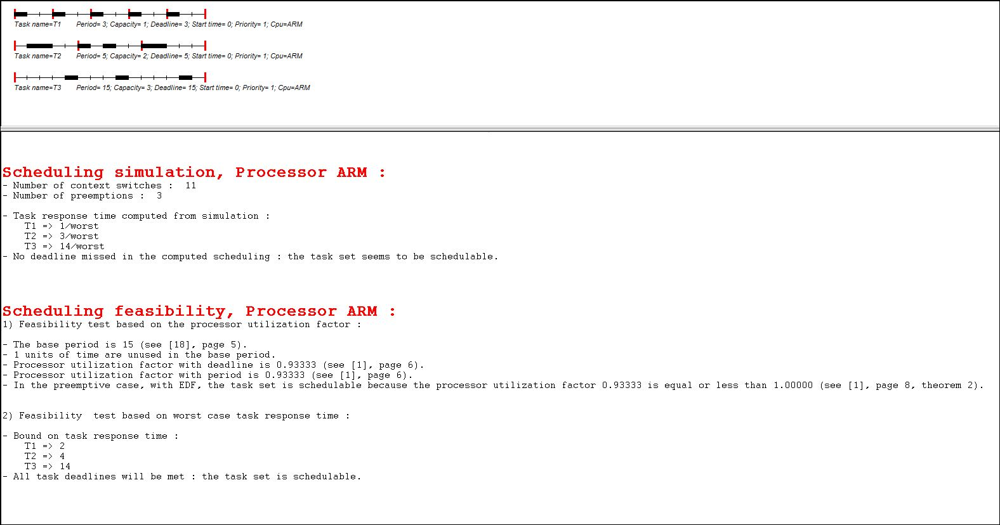 Task name=T1 Period= 3; Capacity= 1; Deadline= 3; Start time= 0; Priority= 1; Cpu=ARM
Task name=T2 Period= 5; Capacity= 2; Deadline= 5; Start time= 0; Priority= 1; Cpu=ARM
Task name=T3 Period= 15; Capacity= 3; Deadline= 15; Start time= 0; Priority= 1; Cpu=ARM
Scheduling simulation, Processor ARM :
- Number of context switches : 11
- Number of preemptions : 3
- Task response time computed from simulation :
T1 => 1/worst
T2 => 3/worst
T3 => 14/worst
- No deadline missed in the computed scheduling : the task set seems to be schedulable.
Scheduling feasibility, Processor ARM :
1) Feasibility test based on the processor utilization factor :
- The base period is 15 (see [18], page 5).
- 1 units of time are unused in the base period.
- Processor utilization factor with deadline is 0.93333 (see [1], page 6).
- Processor utilization factor with period is 0.93333 (see [1], page 6).
- In the preemptive case, with EDF, the task set is schedulable because the processor utilization factor 0.93333 is equal or less than 1.00000 (see [1], page 8, theorem 2).
2) Feasibility test based on worst case task response time :
- Bound on task response time :
T1 => 2
T2 => 4
T3 => 14
- All task deadlines will be met : the task set is schedulable.